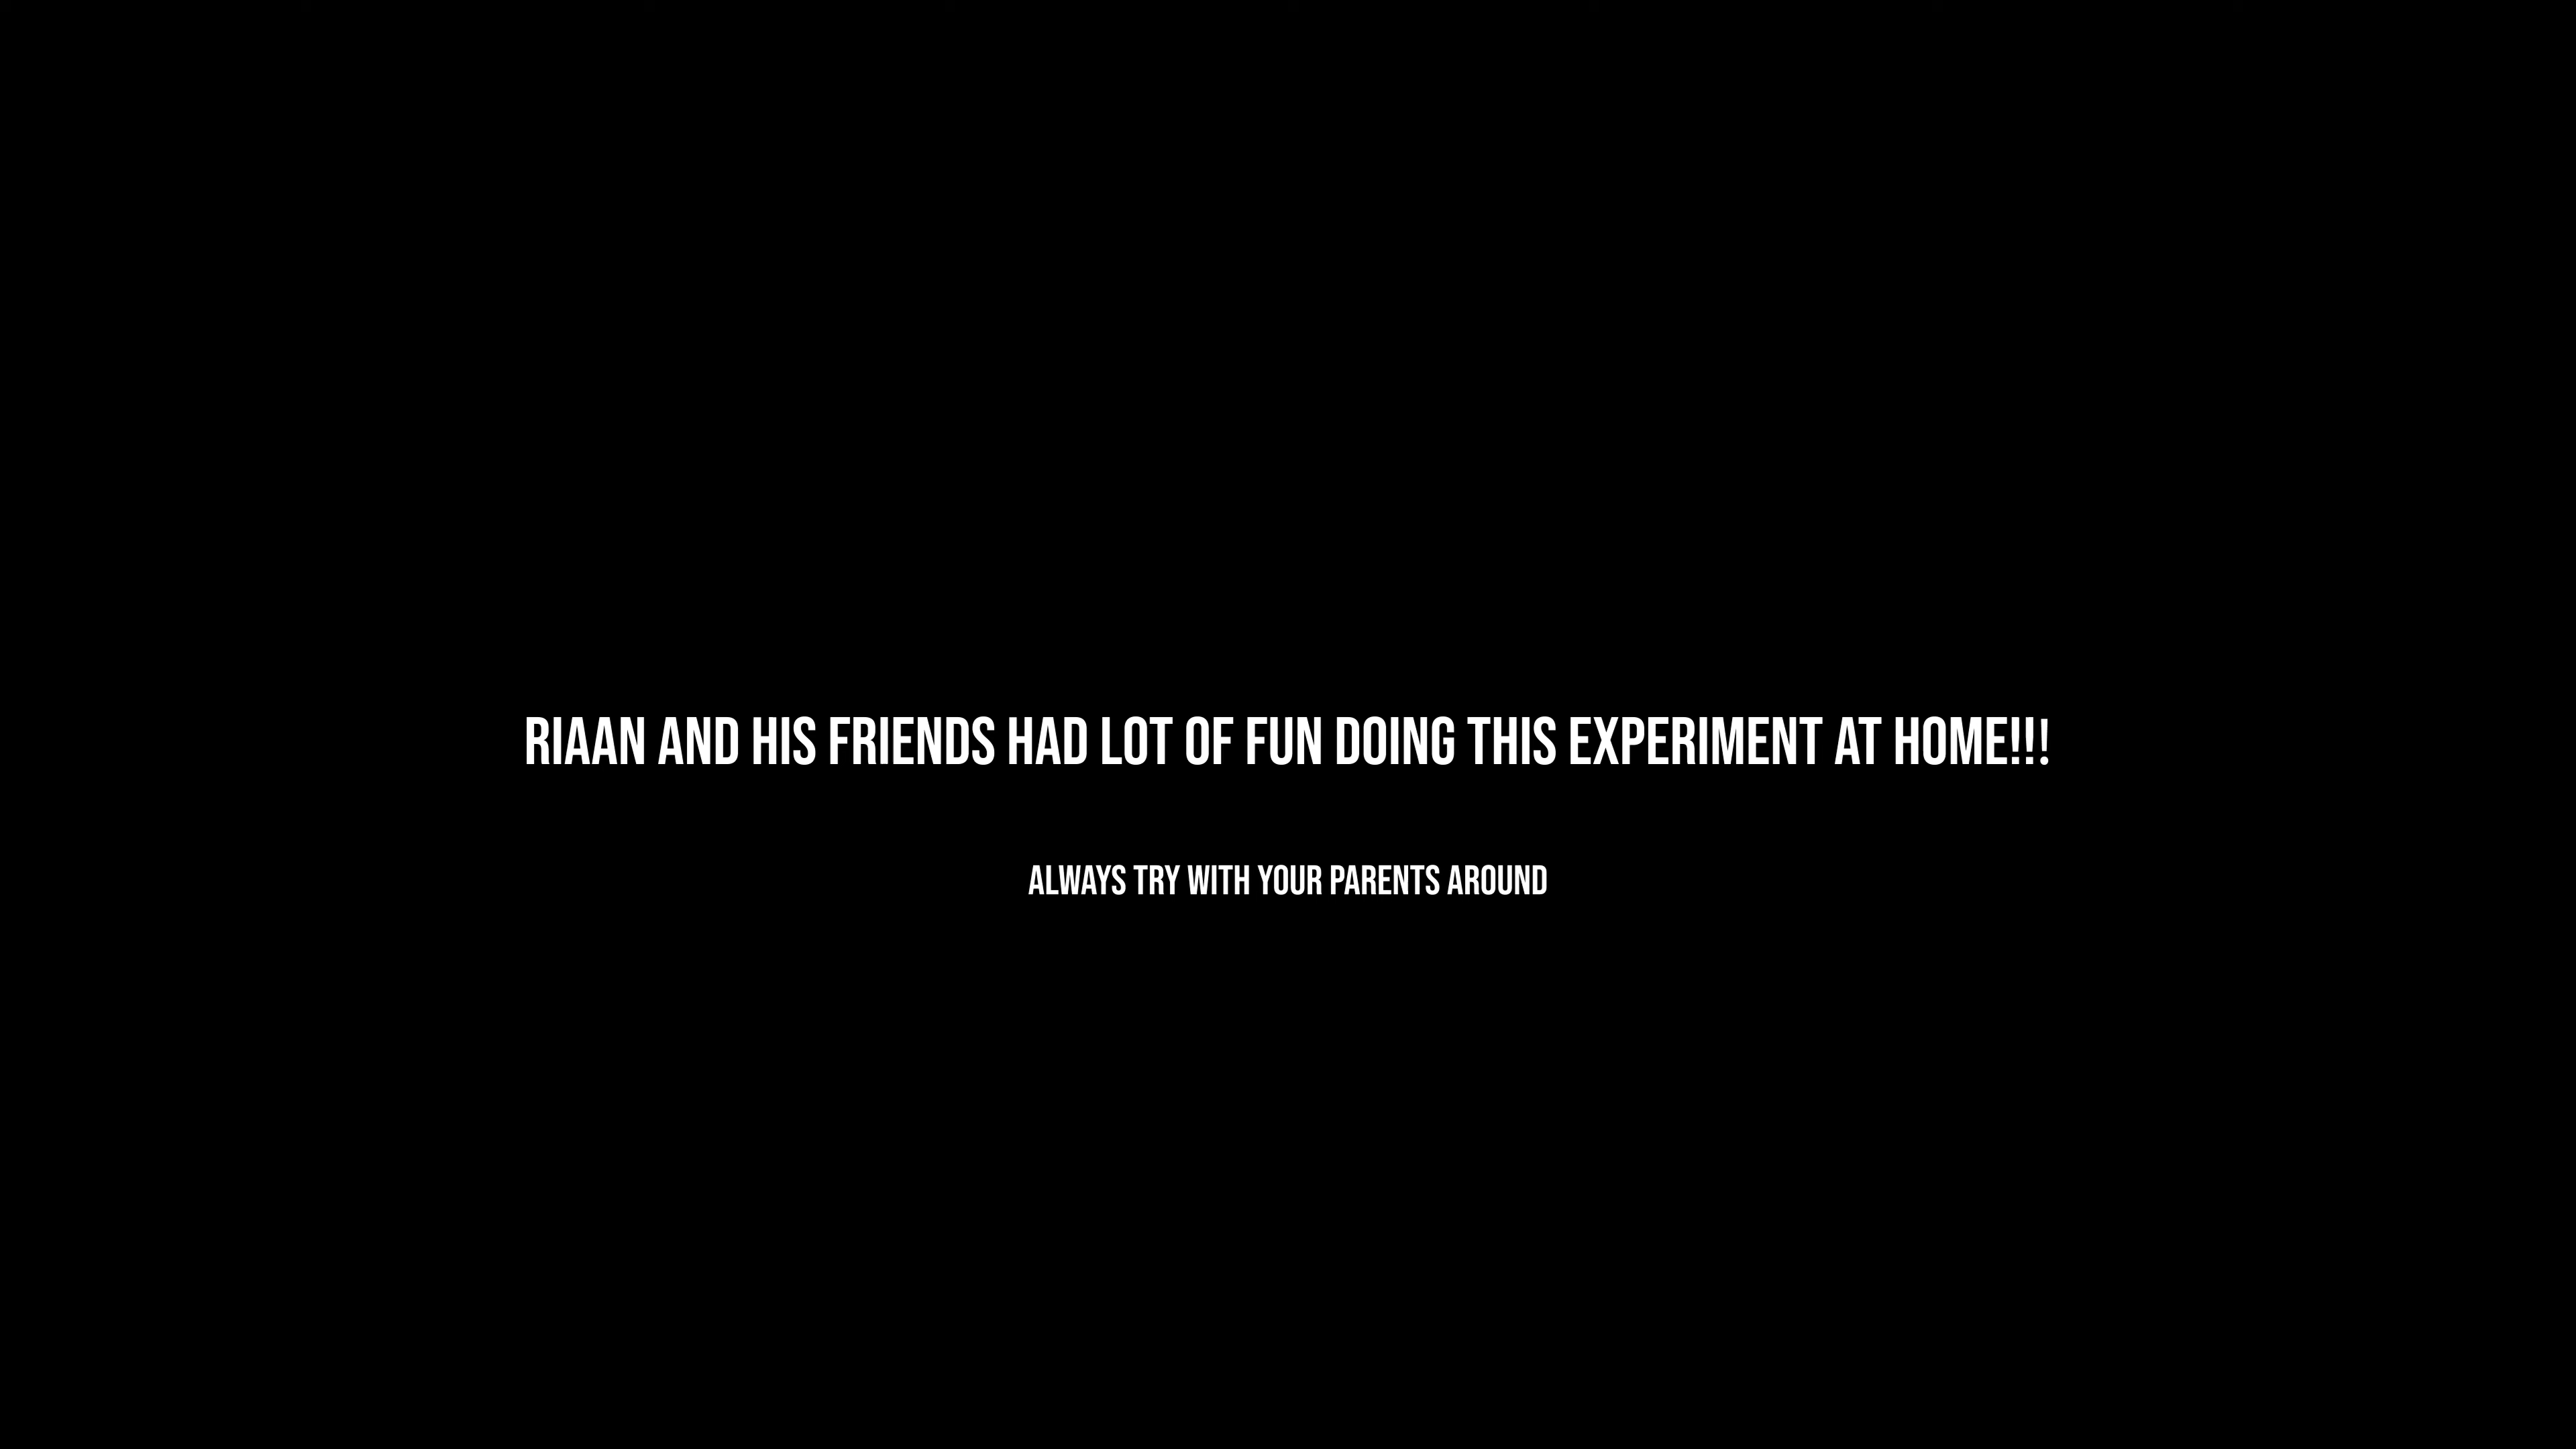 RIAAN AND HIS FRIENDS HAD LOT OF FUN DOING THIS EXPERIMENT AT HOME!!!
ALWAYS TRY WITH YOUR PARENTS AROUND